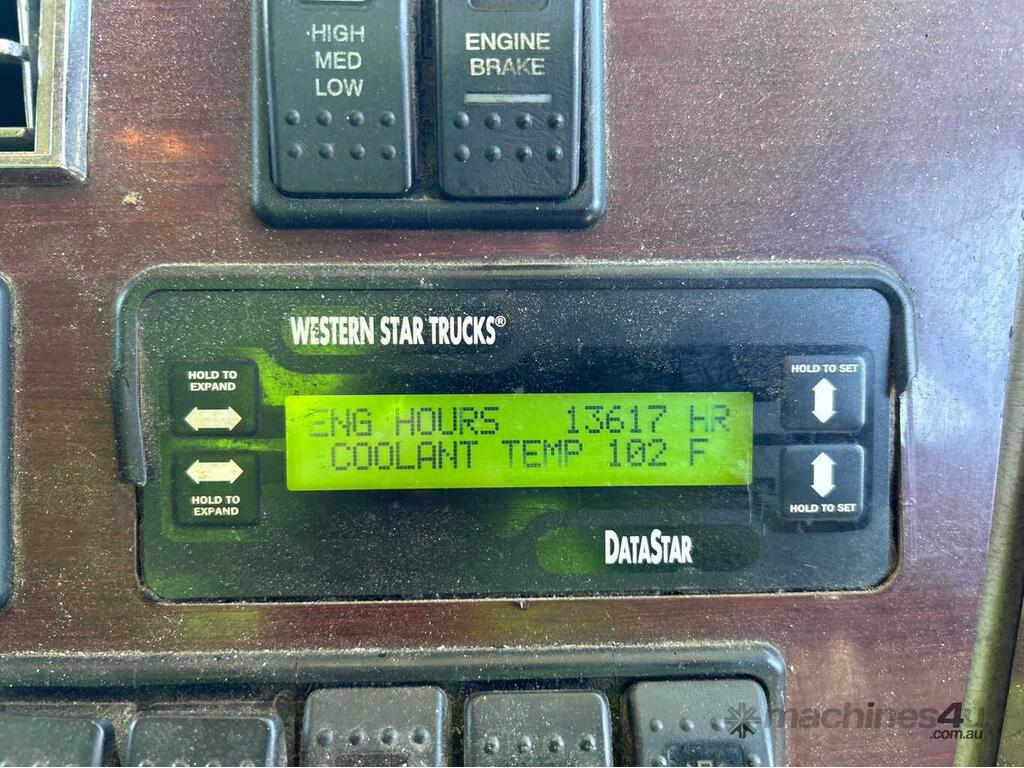 ·HIGH
MED
LOW
ENGINE
BRAKE
WESTERN STAR TRUCKS®
HOLD TO
EXPAND
HOLD TO SET
ENG HOURS 13617 HR
COOLANT TEMP 102 F
HOLD TO
EXPAND
HOLD TO SET
DATASTAR
machines4u
.com.au